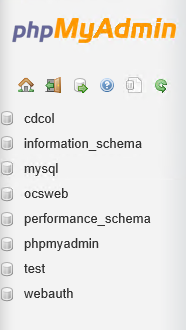 phpMyAdmin
cdcol
information_schema
mysql
ocsweb
performance_schema
phpmyadmin
test
webauth